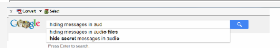 Convert Select
Google hiding messages in aud
hiding messages in audio files
hide secret messages in audio
Press Enter to search.